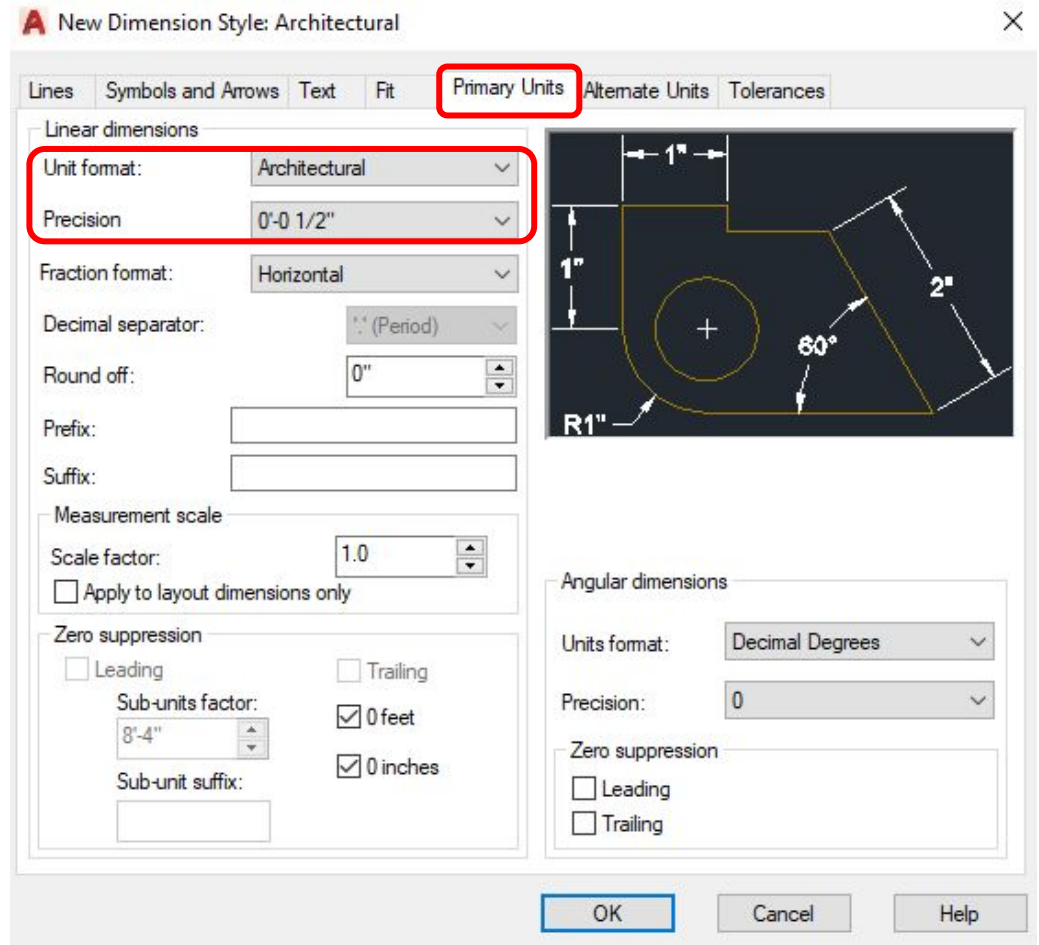 New Dimension Style: Architectural
Lines Symbols and Arrows Text Fit Primary Units Alternate Units Tolerances
Linear dimensions
Unit format: Architectural
Precision 0'-0 1/2"
Fraction format: Horizontal
Decimal separator: '.' (Period)
Round off: 0"
Prefix:
Suffix:
Measurement scale
Scale factor: 1.0
Apply to layout dimensions only
Zero suppression
Leading Trailing
Sub-units factor:
8'-4"
0 feet
Sub-unit suffix:
0 inches
1"
1"
2"
60°
R1"
Angular dimensions
Units format: Decimal Degrees
Precision: 0
Zero suppression
Leading
Trailing
OK Cancel Help